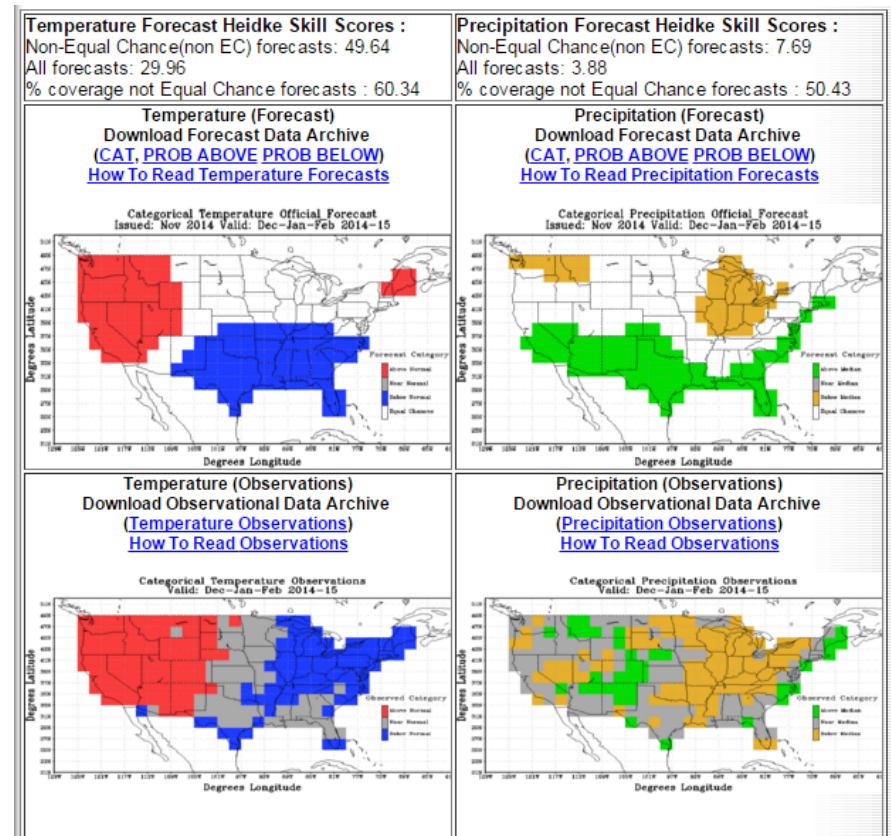 Temperature Forecast Heidke Skill Scores :
Non-Equal Chance(non EC) forecasts: 49.64
All forecasts: 29.96
% coverage not Equal Chance forecasts : 60.34
Precipitation Forecast Heidke Skill Scores :
Non-Equal Chance(non EC) forecasts: 7.69
All forecasts: 3.88
% coverage not Equal Chance forecasts : 50.43
Temperature (Forecast)
Download Forecast Data Archive
(CAT, PROB ABOVE PROB BELOW)
How To Read Temperature Forecasts
Categorical Temperature Official Forecast
Issued: Nov 2014 Valid: Dec-Jan-Feb 2014-15
Degrees Latitude
Forecast Category
Above Normal
Near Normal
Below Normal
Equal Chance
Degrees Longitude
Precipitation (Forecast)
Download Forecast Data Archive
(CAT, PROB ABOVE PROB BELOW)
How To Read Precipitation Forecasts
Categorical Precipitation Official Forecast
Issued: Nov 2014 Valid: Dec-Jan-Feb 2014-15
Degrees Latitude
Forecast Category
Above Median
Near Median
Below Median
Equal Chance
Degrees Longitude
Temperature (Observations)
Download Observational Data Archive
(Temperature Observations)
How To Read Observations
Categorical Temperature Observations
Valid: Dec-Jan-Feb 2014-15
Degrees Latitude
Observed Category
Above Normal
Near Normal
Below Normal
Degrees Longitude
Precipitation (Observations)
Download Observational Data Archive
(Precipitation Observations)
How To Read Observations
Categorical Precipitation Observations
Valid: Dec-Jan-Feb 2014-15
Degrees Latitude
Observed Category
Above Median
Near Median
Below Median
Degrees Longitude